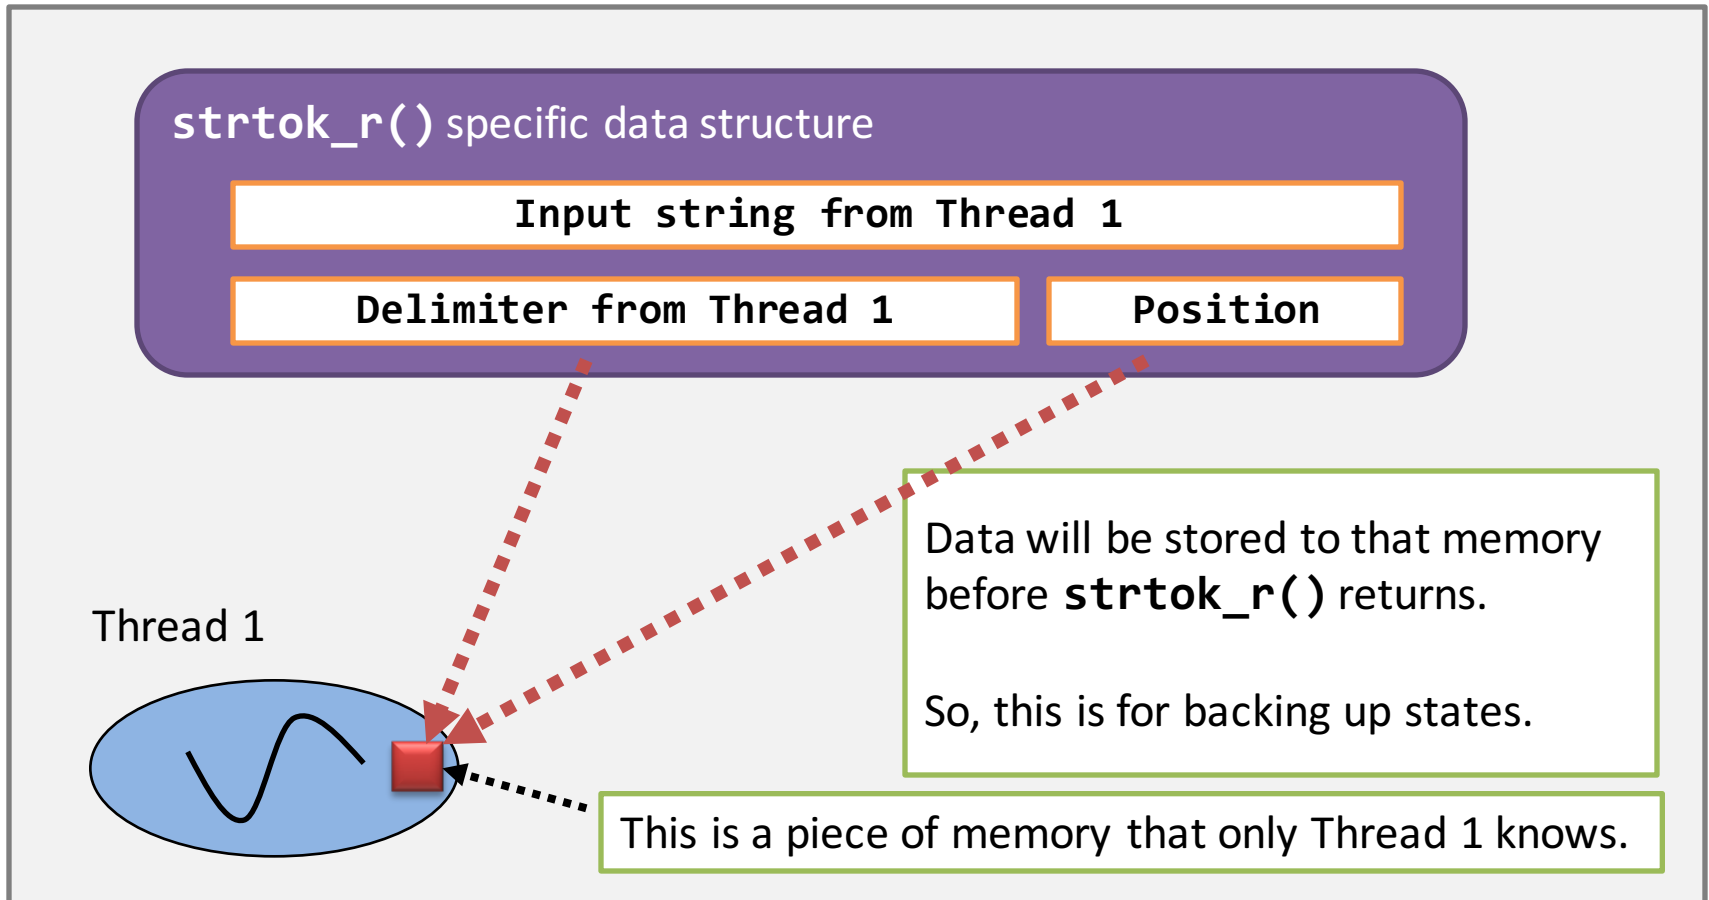 strtok_r() specific data structure
Input string from Thread 1
Delimiter from Thread 1
Position
Data will be stored to that memory
before strtok_r() returns.
So, this is for backing up states.
Thread 1
This is a piece of memory that only Thread 1 knows.